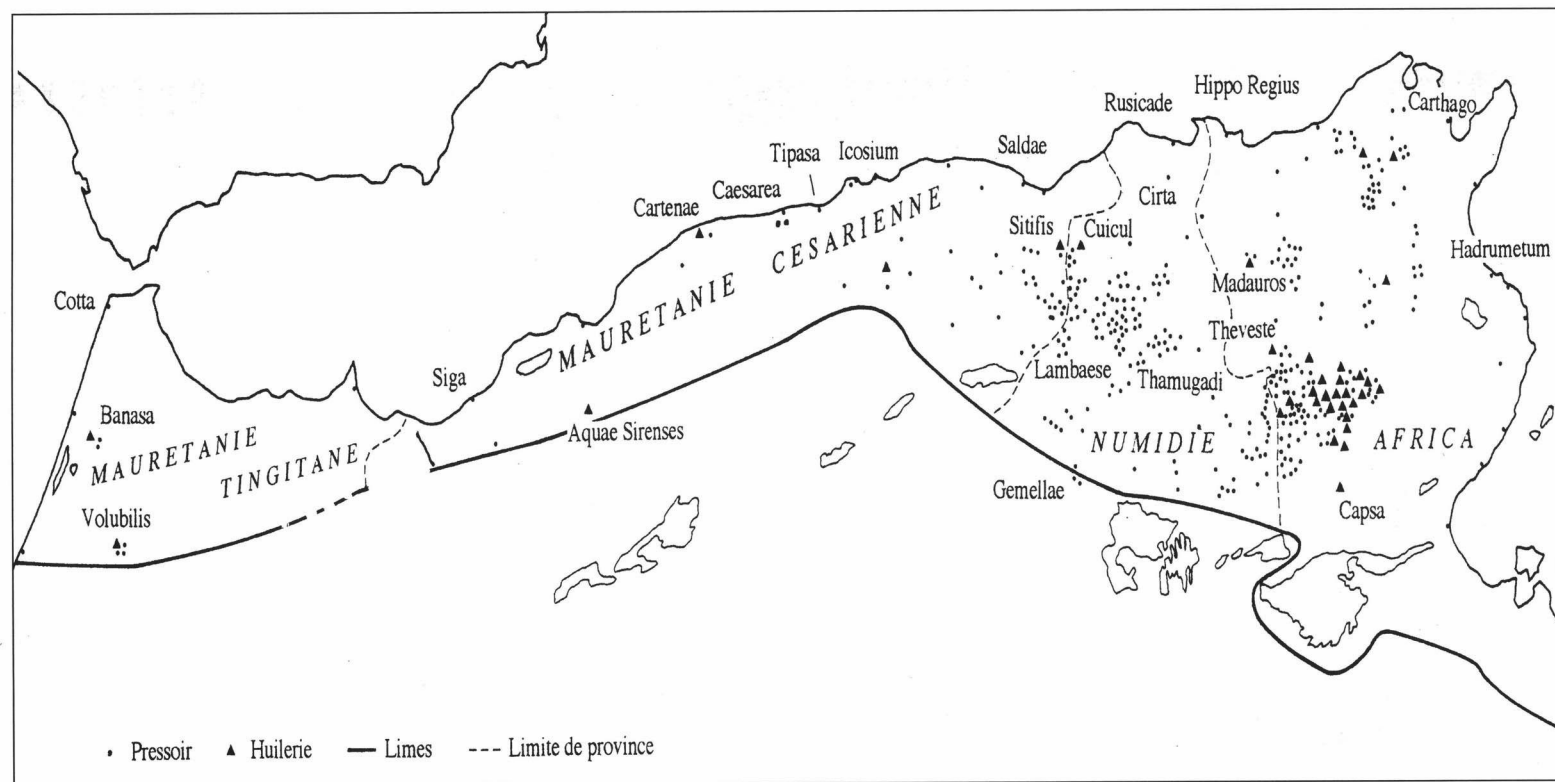 Hippo Regius
Rusicade
Carthago
Saldae
Icosium
Tipasa
Caesarea
Cartenae
Cirta
Sitifis
Cuicul
Hadrumetum
Madauros
Cotta
MAURETANIE CESARIENNE
Theveste
Siga
Lambaese
Thamugadi
Banasa
Aquae Sirenses
NUMIDIE
AFRICA
MAURETANIE
TINGITANE
Gemellae
Capsa
Volubilis
Pressoir
Huilerie
Limes
Limite de province